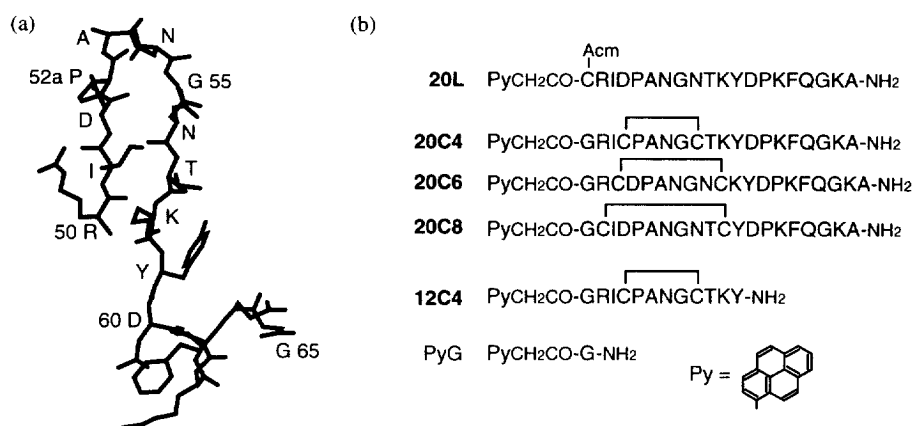 (a)
A
N
52a P
G 55
D
N
I
T
50 R
K
Y
60 D
G 65
(b)
Acm
20L PyCH2CO-CRIDPANGNTKYDPKFQGKA-NH2
20C4 PyCH2CO-GRICPANGCTKYDPKFQGKA-NH2
20C6 PyCH2CO-GRCDPANGNCKYDPKFQGKA-NH2
20C8 PyCH2CO-GCIDPANGNTCYDPKFQGKA-NH2
12C4 PyCH2CO-GRICPANGCTKY-NH2
PyG PyCH2CO-G-NH2
Py =